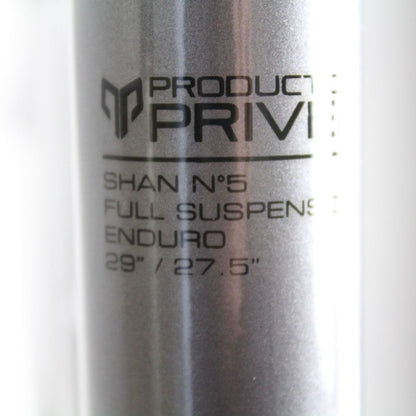 PRODUCT
PRIVI
SHAN N°5
FULL SUSPENS
ENDURO
29" / 27.5"